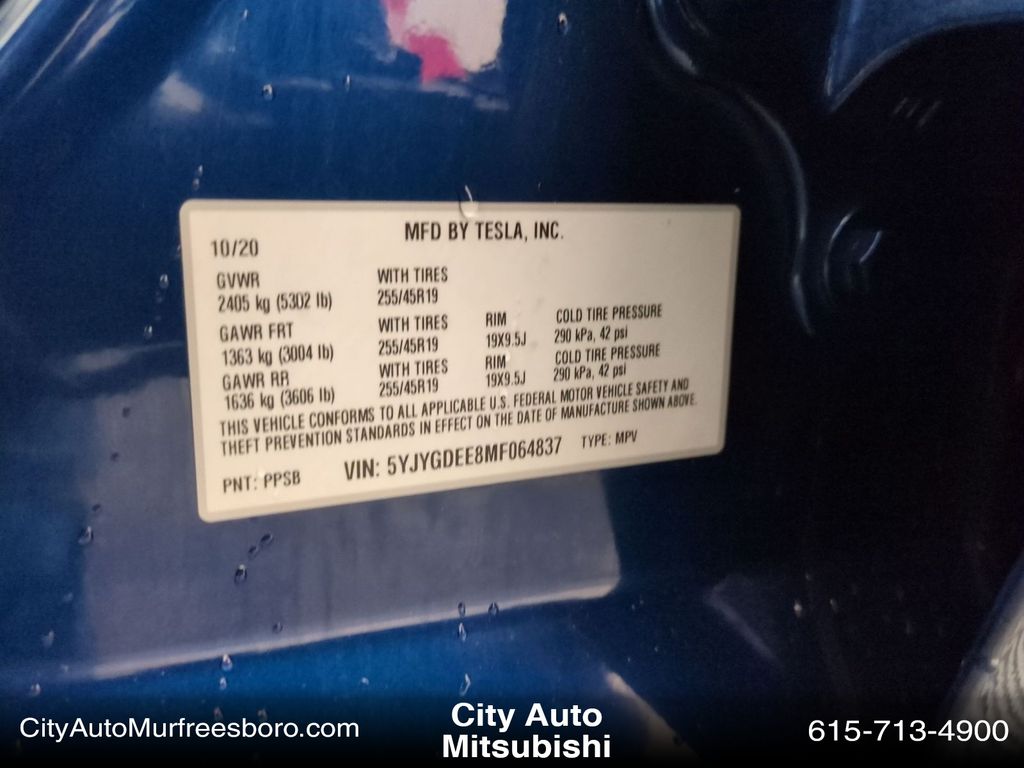 MFD BY TESLA, INC.
10/20
GVWR WITH TIRES
2405 kg (5302 lb) 255/45R19
GAWR FRT WITH TIRES RIM COLD TIRE PRESSURE
1363 kg (3004 lb) 255/45R19 19X9.5J 290 kPa, 42 psi
GAWR RR WITH TIRES RIM COLD TIRE PRESSURE
1636 kg (3606 lb) 255/45R19 19X9.5J 290 kPa, 42 psi
THIS VEHICLE CONFORMS TO ALL APPLICABLE U.S. FEDERAL MOTOR VEHICLE SAFETY AND
THEFT PREVENTION STANDARDS IN EFFECT ON THE DATE OF MANUFACTURE SHOWN ABOVE.
PNT: PPSB VIN: 5YJYGDEE8MF064837 TYPE: MPV
CityAutoMurfreesboro.com
City Auto
Mitsubishi
615-713-4900